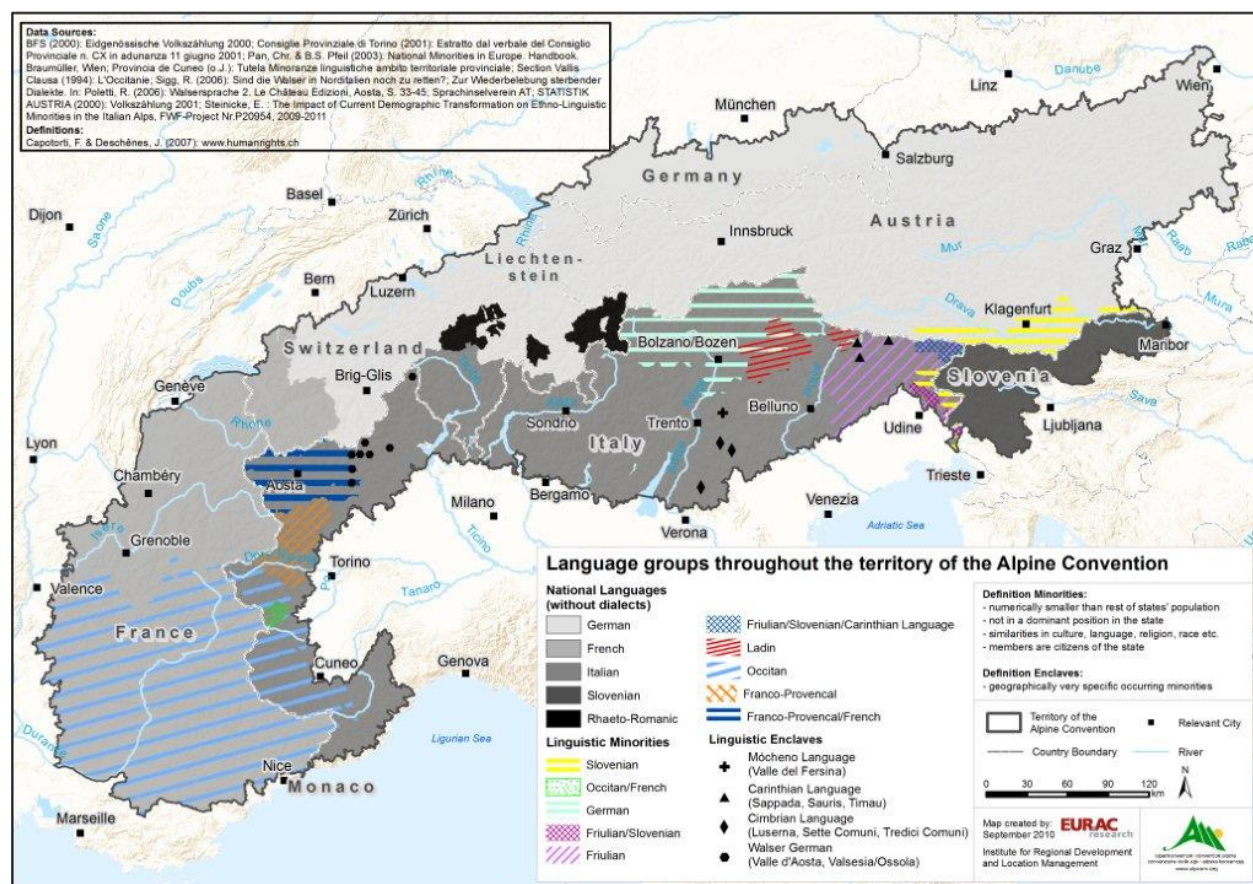 Data Sources:
BFS (2000): Eidgenössische Volkszählung 2000; Consiglie Provinziale di Torino (2001): Estratto dal verbale del Consiglio
Provinciale n. CX in adunanza 11 giugno 2001; Pan, Chr. & B.S. Pfeil (2003): National Minorities in Europe. Handbook,
Braumüller, Wien; Provincia de Cuneo (o.J.): Tutela Minoranze linguistiche ambito territoriale provinciale; Section Vallis
Clausa (1994): L'Occitanie; Sigg, R. (2006): Sind die Walser in Norditalien noch zu retten?; Zur Wiederbelebung sterbender
Dialekte. In: Poletti, R. (2006): Walsersprache 2. Le Château Edizioni, Aosta, S. 33-45; Sprachinselverein AT; STATISTIK
AUSTRIA (2000): Volkszählung 2001; Steinicke, E. : The Impact of Current Demographic Transformation on Ethno-Linguistic
Minorities in the Italian Alps, FWF-Project Nr.P20954, 2009-2011
Definitions:
Capotorti, F. & Deschênes, J. (2007): www.humanrights.ch
Linz
Danube
Wien
München
Salzburg
Germany
Rhine
Basel
Dijon
Saone
Zürich
Rhine
Austria
Innsbruck
Mur
Mur
Graz
Raab
Raba
Liechten-
stein
Doubs
Bern
Luzern
Drava
Klagenfurt
Mura
Maribor
Switzerland
Bolzano/Bozen
Slovenia
Brig-Glis
Genève
Rhône
Sondrio
Belluno
Sava
Ljubljana
Trento
Udine
Italy
Lyon
Chambéry
Aosta
Trieste
Bergamo
Milano
Venezia
Verona
Adriatic Sea
Ticino
Isère
Grenoble
Torino
Po
Tanaro
Valence
France
Cuneo
Genova
Durance
Ligurian Sea
Nice
Monaco
Marseille
Language groups throughout the territory of the Alpine Convention
National Languages
(without dialects)
German
French
Italian
Slovenian
Rhaeto-Romanic
Linguistic Minorities
Slovenian
Occitan/French
German
Friulian/Slovenian
Friulian
Friulian/Slovenian/Carinthian Language
Ladin
Occitan
Franco-Provencal
Franco-Provencal/French
Linguistic Enclaves
Mócheno Language
(Valle del Fersina)
Carinthian Language
(Sappada, Sauris, Timau)
Cimbrian Language
(Luserna, Sette Comuni, Tredici Comuni)
Walser German
(Valle d'Aosta, Valsesia/Ossola)
Definition Minorities:
- numerically smaller than rest of states' population
- not in a dominant position in the state
- similarities in culture, language, religion, race etc.
- members are citizens of the state
Definition Enclaves:
- geographically very specific occurring minorities
Territory of the
Alpine Convention
Relevant City
Country Boundary
River
N
0 30 60 90 120
km
Map created by:
September 2010
EURAC
research
Institute for Regional Development
and Location Management
www.alpconv.org